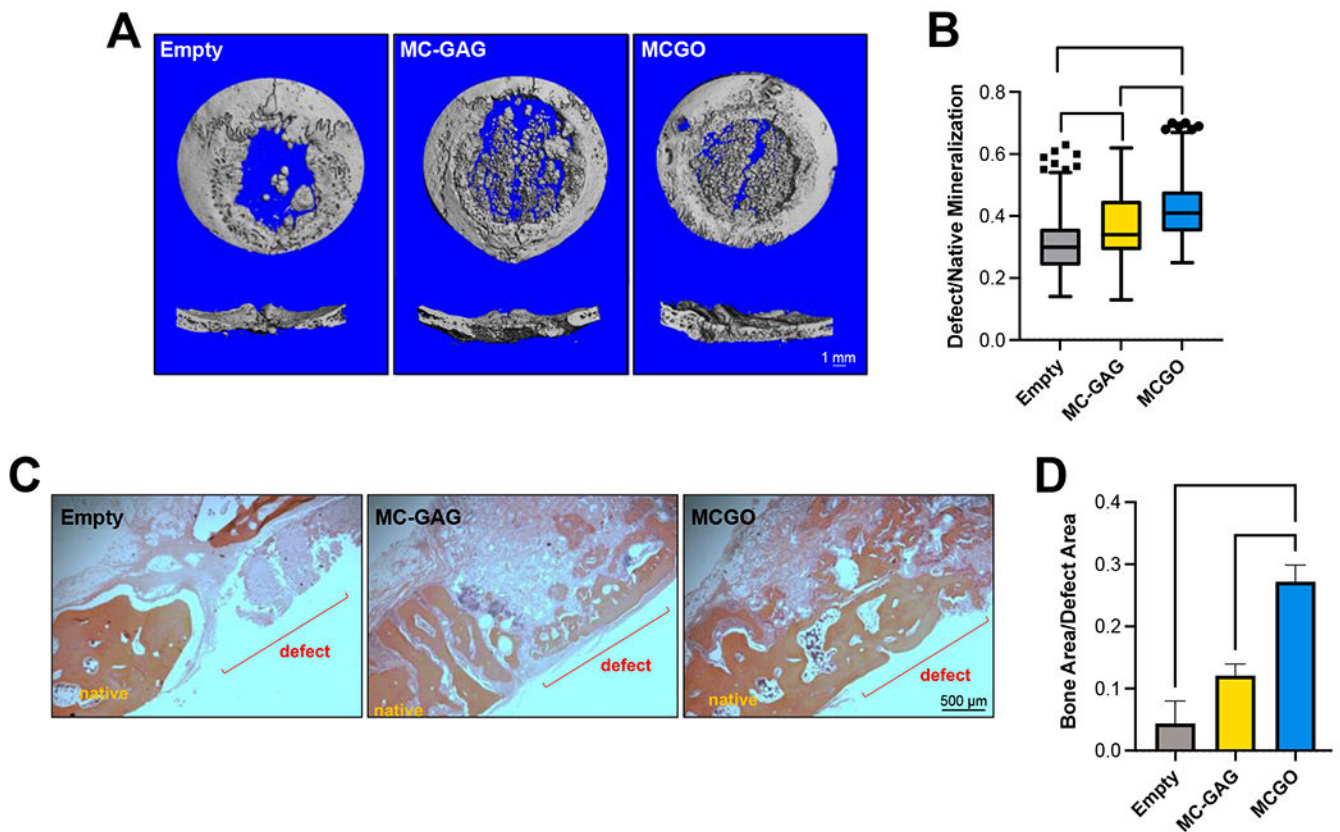 A
Empty
MC-GAG
MCGO
1 mm
B
Defect/Native Mineralization
0.8
0.6
0.4
0.2
0.0
Empty
MC-GAG
MCGO
C
Empty
native
defect
MC-GAG
native
defect
MCGO
native
defect
500 µm
D
Bone Area/Defect Area
0.4
0.3
0.2
0.1
0.0
Empty
MC-GAG
MCGO